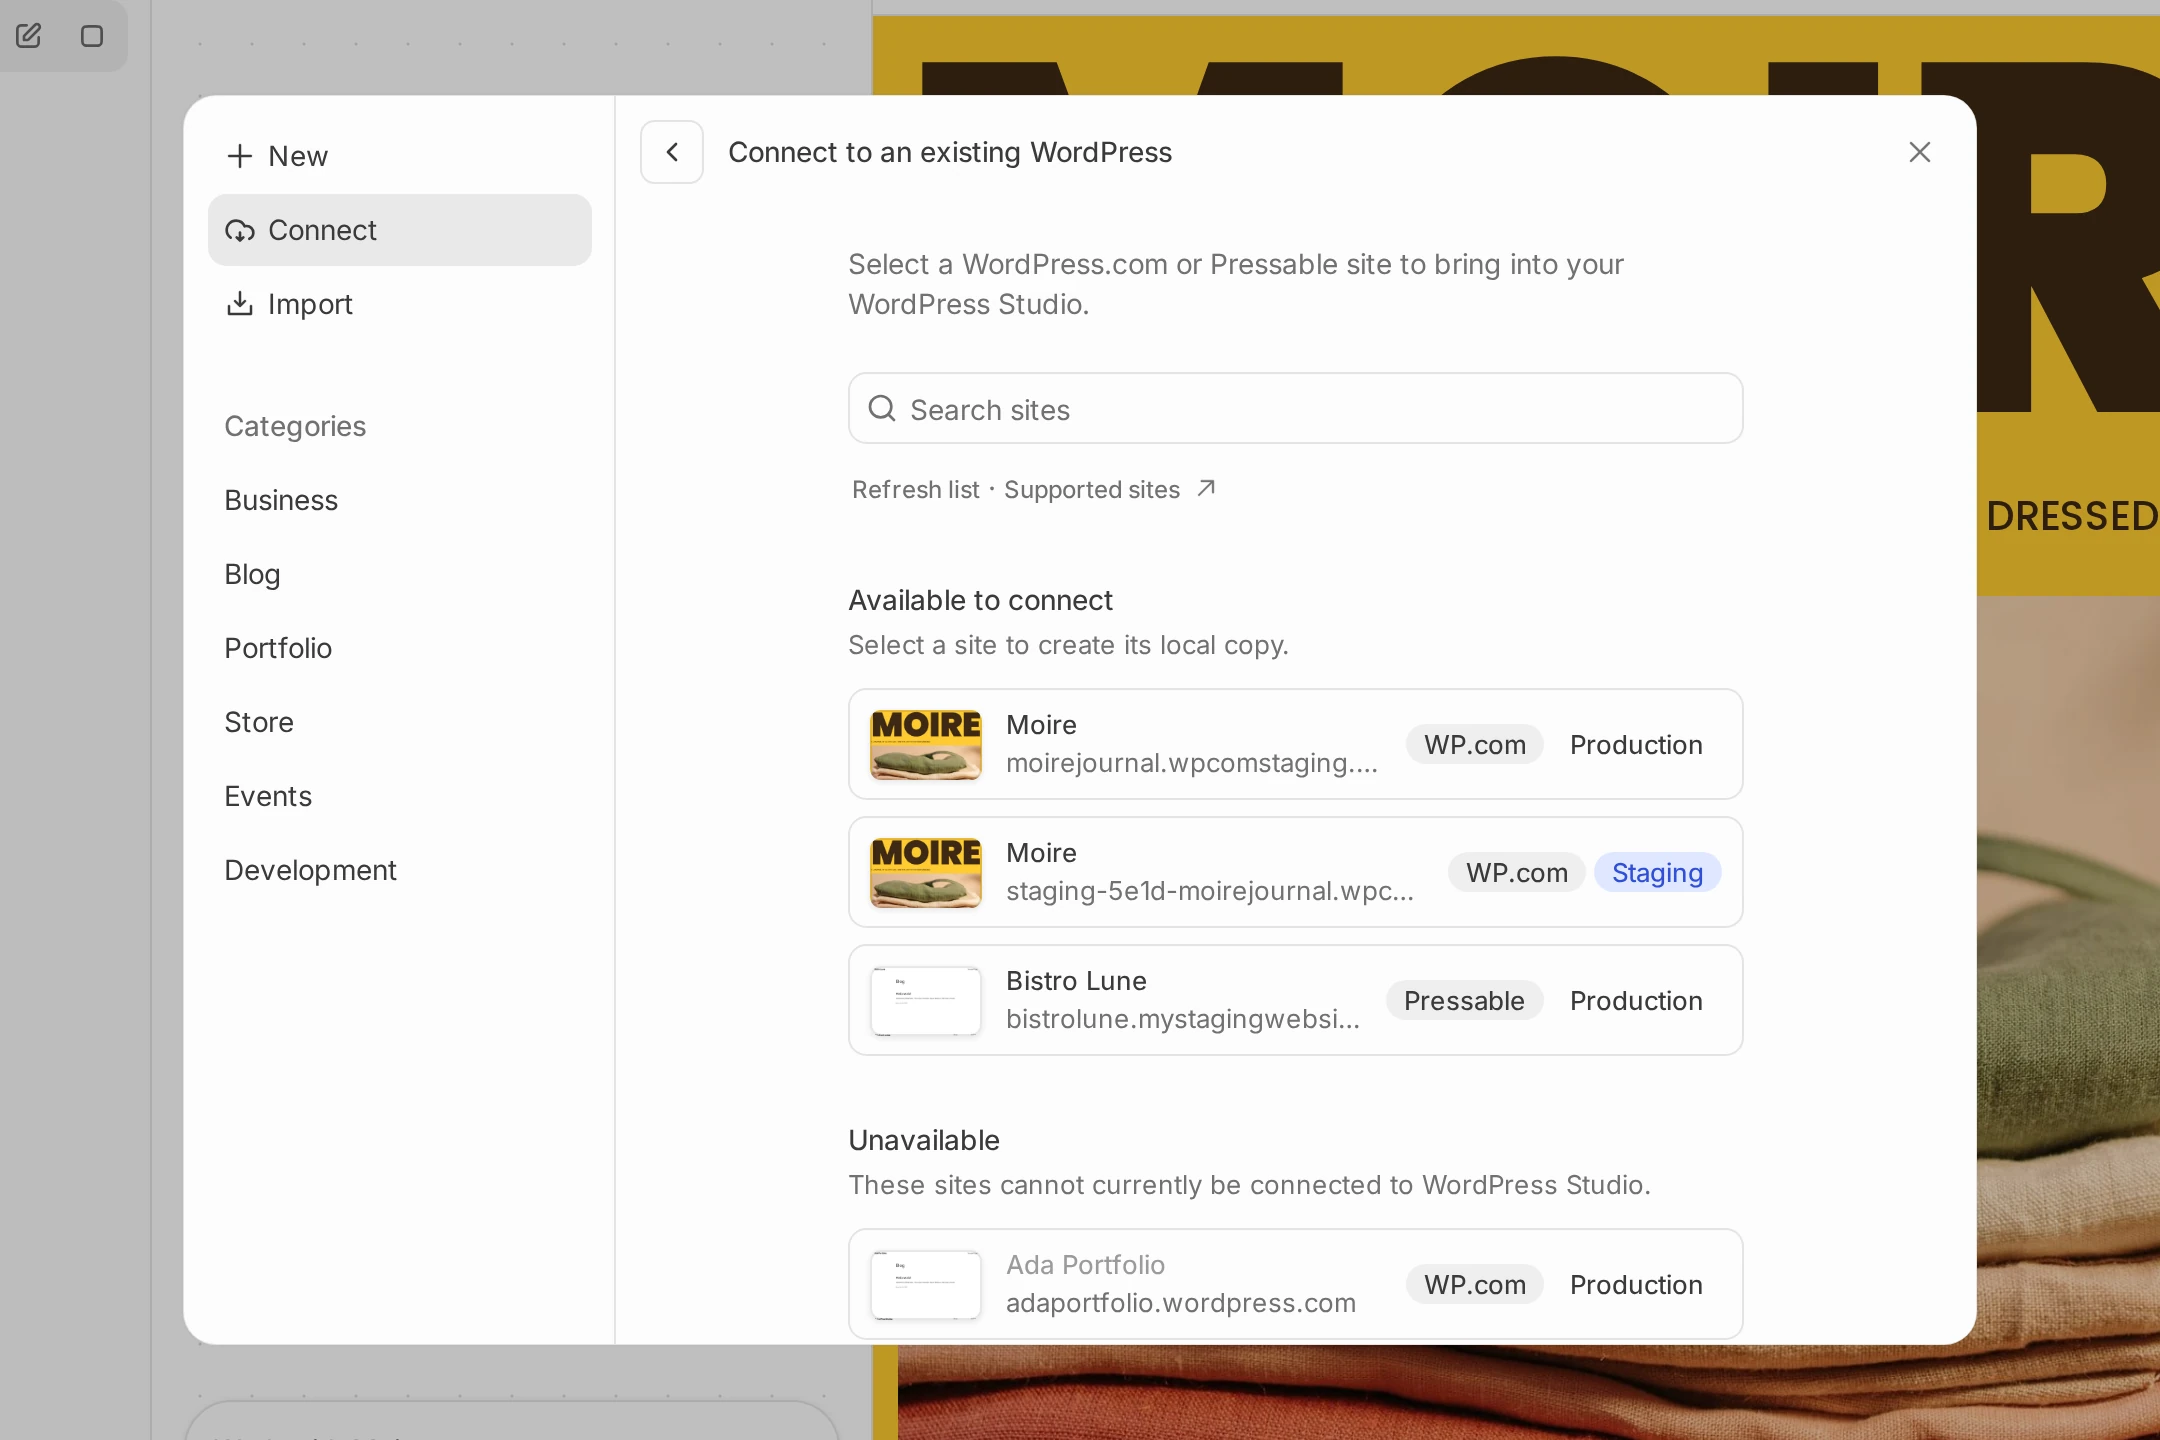 New
Connect
Import
Categories
Business
Blog
Portfolio
Store
Events
Development
Connect to an existing WordPress
Select a WordPress.com or Pressable site to bring into your
WordPress Studio.
Search sites
Refresh list · Supported sites
Available to connect
Select a site to create its local copy.
MOIRE
Moire
moirejournal.wpcomstaging....
WP.com
Production
MOIRE
Moire
staging-5e1d-moirejournal.wpc...
WP.com
Staging
Bistro Lune
bistrolune.mystagingwebsi...
Pressable
Production
Unavailable
These sites cannot currently be connected to WordPress Studio.
Ada Portfolio
adaportfolio.wordpress.com
WP.com
Production
DRESSED